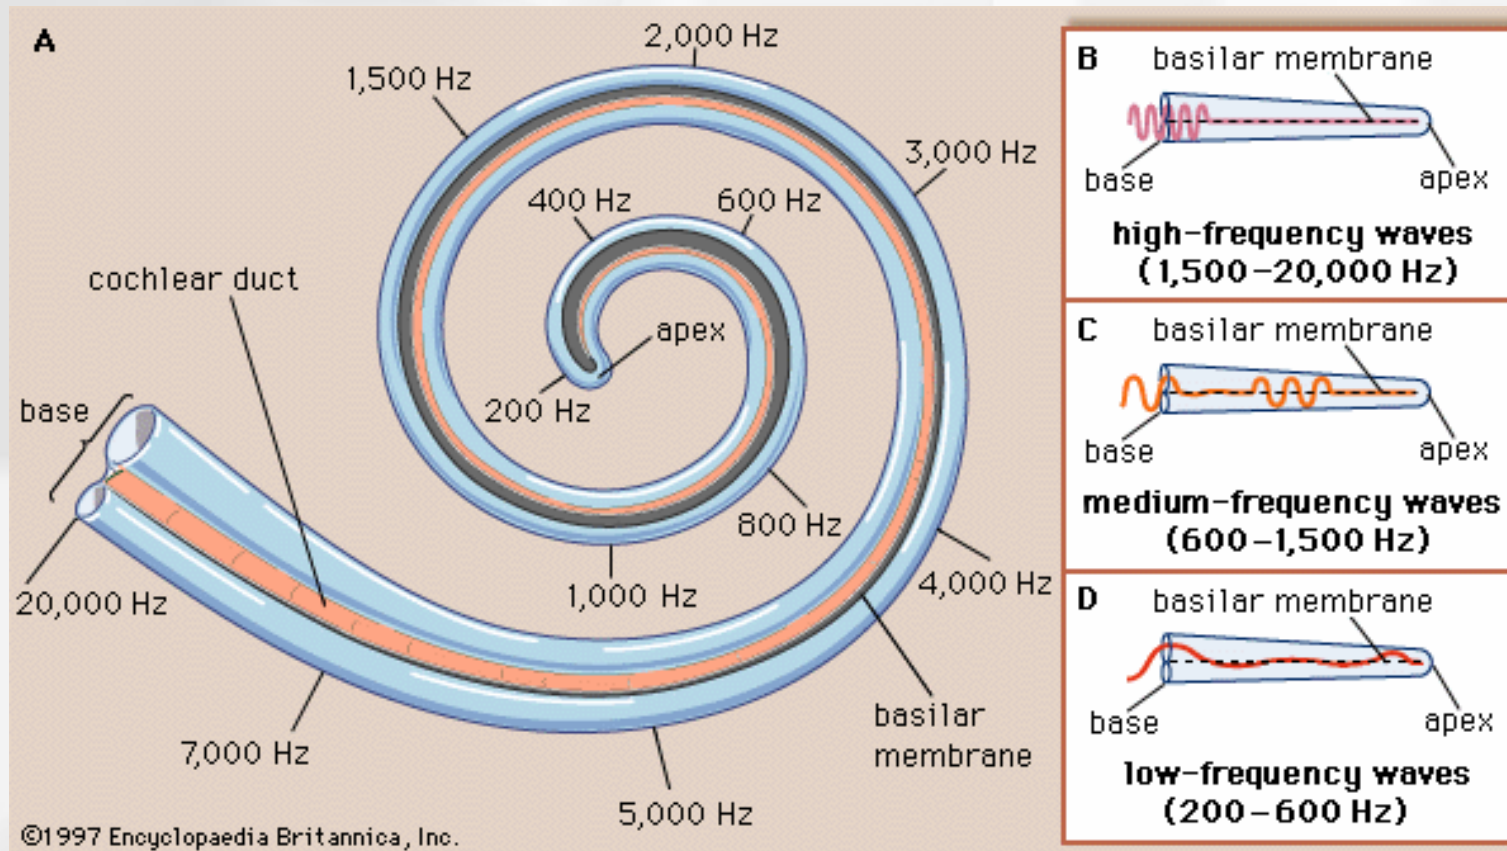 A
2,000 Hz
1,500 Hz
3,000 Hz
400 Hz
600 Hz
cochlear duct
apex
base
200 Hz
800 Hz
20,000 Hz
1,000 Hz
4,000 Hz
7,000 Hz
basilar
membrane
5,000 Hz
©1997 Encyclopaedia Britannica, Inc.
B
basilar membrane
base
apex
high-frequency waves
(1,500-20,000 Hz)
C
basilar membrane
base
apex
medium-frequency waves
(600-1,500 Hz)
D
basilar membrane
base
apex
low-frequency waves
(200-600 Hz)